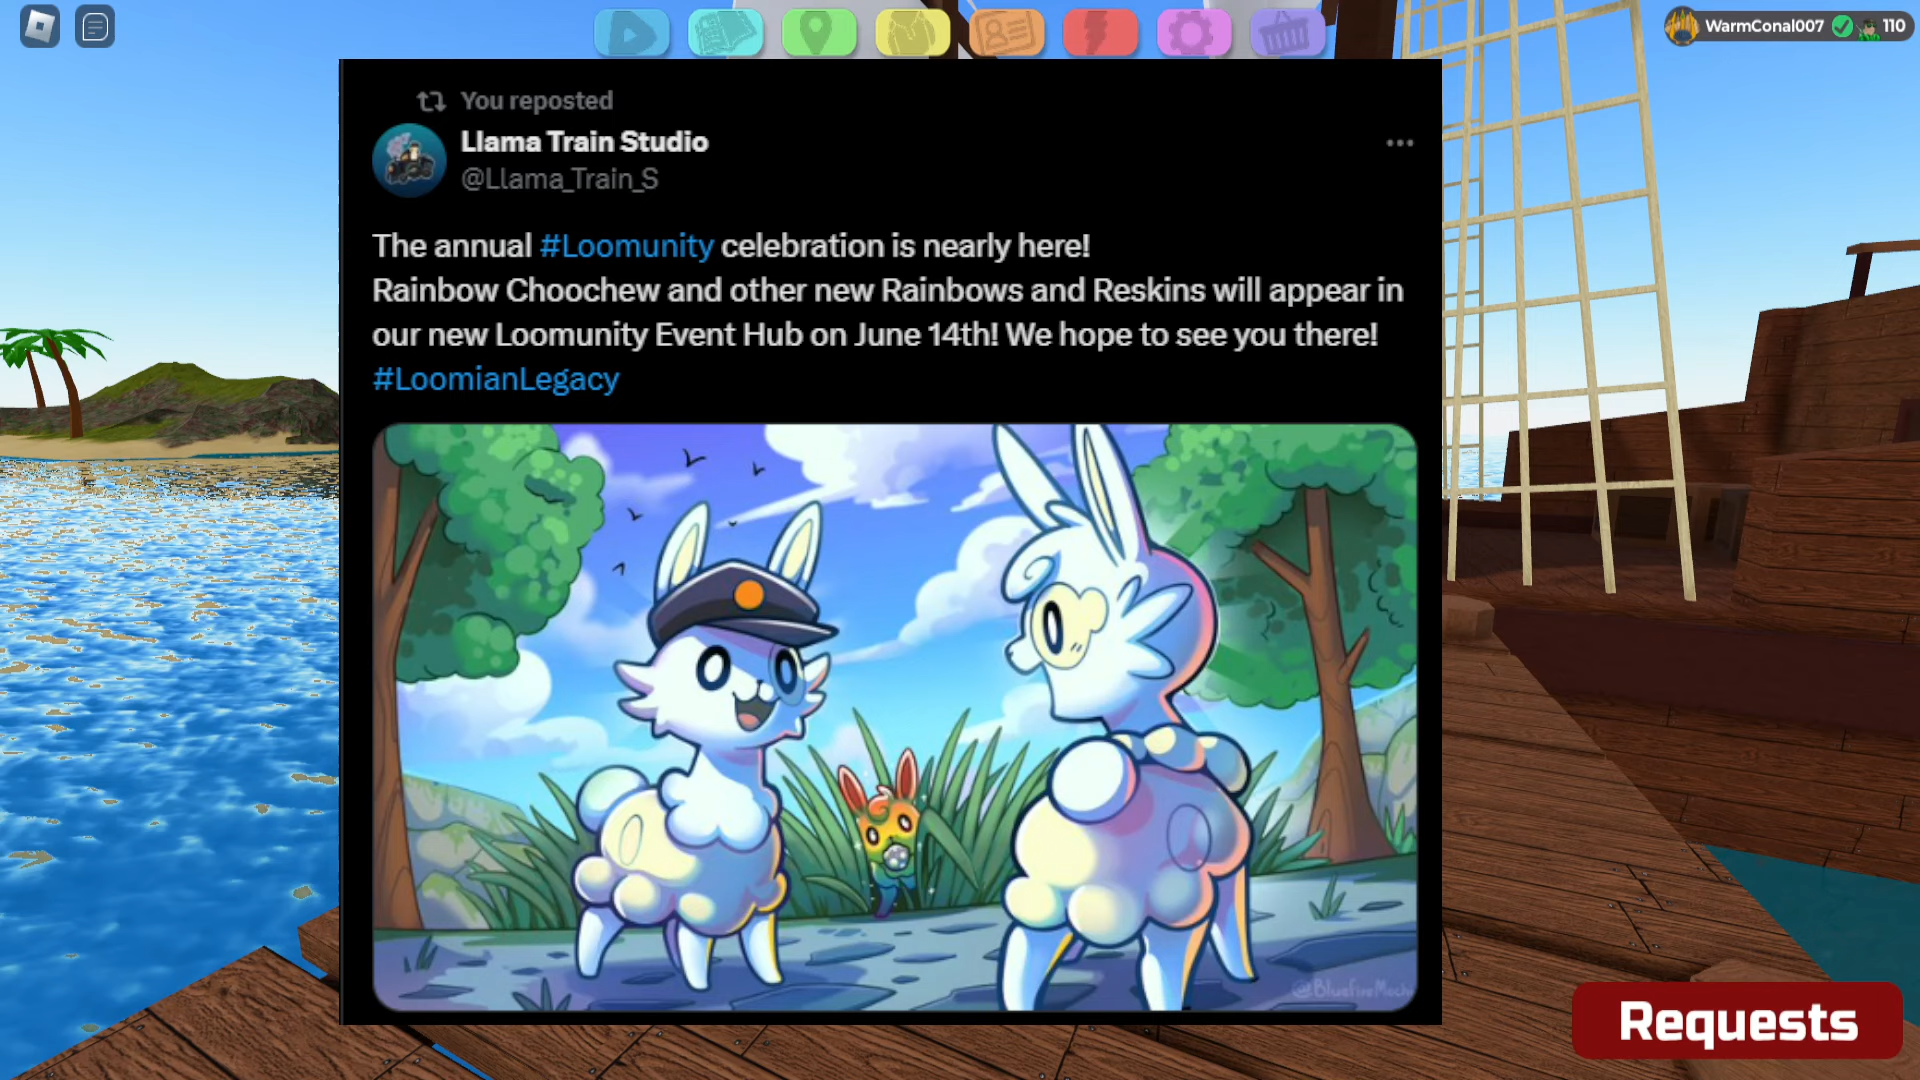 WarmConal007 110
You reposted
Llama Train Studio
@Llama_Train_S
The annual #Loomunity celebration is nearly here!
Rainbow Choochew and other new Rainbows and Reskins will appear in
our new Loomunity Event Hub on June 14th! We hope to see you there!
#LoomianLegacy
@BluefireMochi
Requests